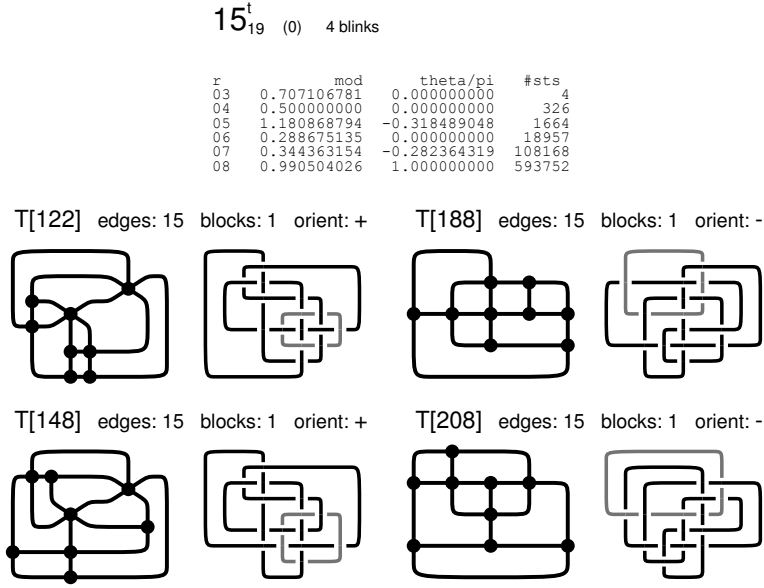 15 t 19 (0) 4 blinks
r mod theta/pi #sts
03 0.707106781 0.000000000 4
04 0.500000000 0.000000000 326
05 1.180868794 -0.318489048 1664
06 0.288675135 0.000000000 18957
07 0.344363154 -0.282364319 108168
08 0.990504026 1.000000000 593752
T[122] edges: 15 blocks: 1 orient: +
T[188] edges: 15 blocks: 1 orient: -
T[148] edges: 15 blocks: 1 orient: +
T[208] edges: 15 blocks: 1 orient: -